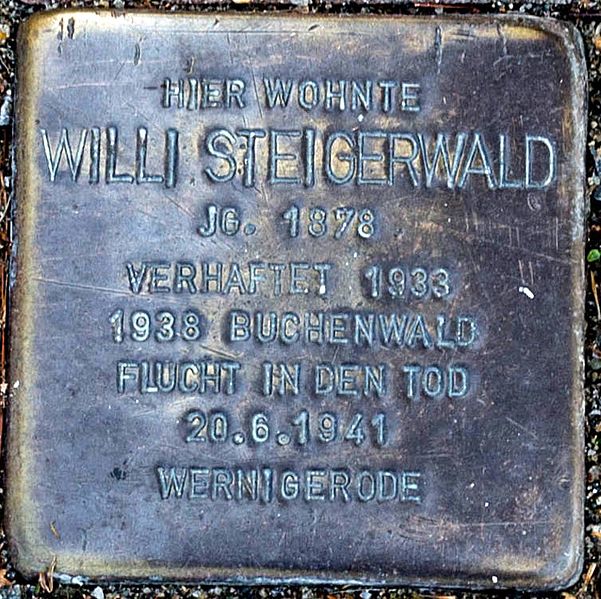 HIER WOHNTE
WILLI STEIGERWALD
JG. 1878
VERHAFTET 1933
1938 BUCHENWALD
FLUCHT IN DEN TOD
20.6.1941
WERNIGERODE